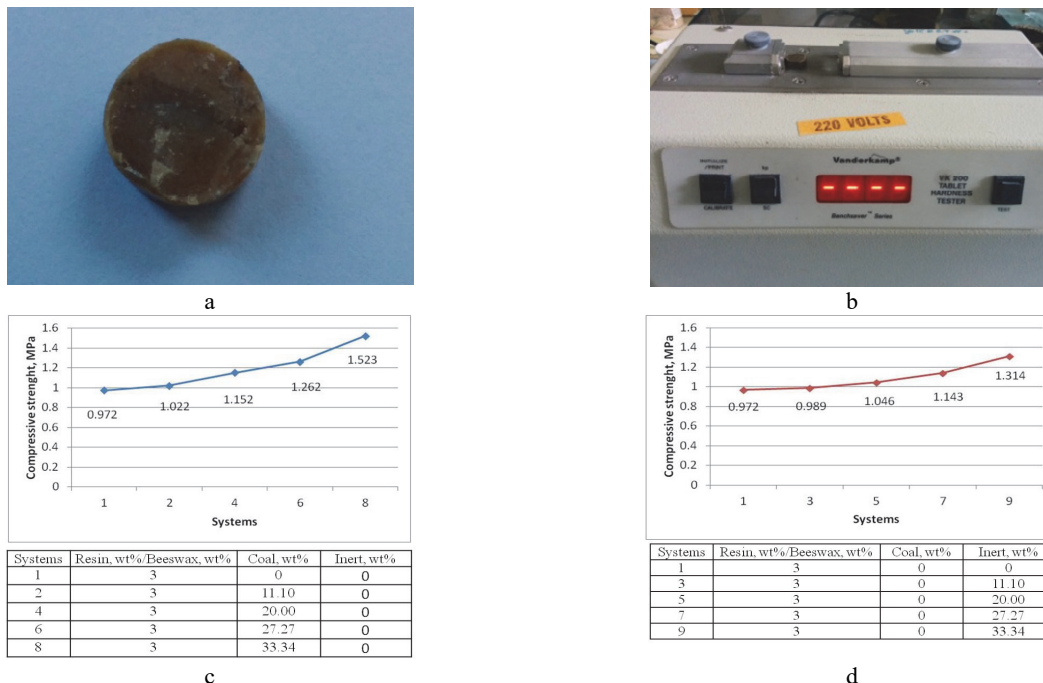 220 VOLTS
Vanderkamp®
VK 200
TABLET
HARDNESS
TESTER
CALIBRATE
SC
TEST
Benchsaver™ Series
a
b
1.6
1.4
1.2
1
0.8
0.6
0.4
0.2
0
Compressive strenght, MPa
0.972
1.022
1.152
1.262
1.523
1 2 4 6 8
Systems
1.6
1.4
1.2
1
0.8
0.6
0.4
0.2
0
Compressive strenght, MPa
0.972
0.989
1.046
1.143
1.314
1 3 5 7 9
Systems
Systems Resin, wt%/Beeswax, wt% Coal, wt% Inert, wt%
1 3 0 0
2 3 11.10 0
4 3 20.00 0
6 3 27.27 0
8 3 33.34 0
Systems Resin, wt%/Beeswax, wt% Coal, wt% Inert, wt%
1 3 0 0
3 3 0 11.10
5 3 0 20.00
7 3 0 27.27
9 3 0 33.34
c
d